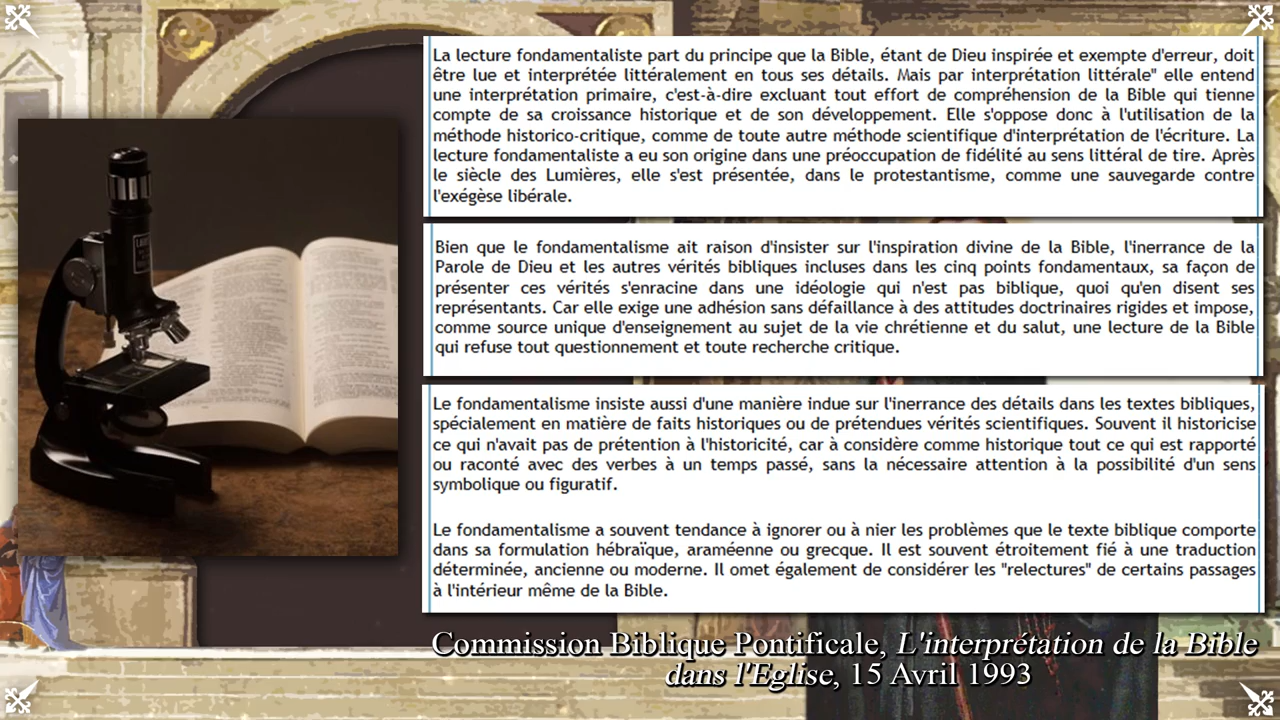 La lecture fondamentaliste part du principe que la Bible, étant de Dieu inspirée et exempte d'erreur, doit
être lue et interprétée littéralement en tous ses détails. Mais par interprétation littérale" elle entend
une interprétation primaire, c'est-à-dire excluant tout effort de compréhension de la Bible qui tienne
compte de sa croissance historique et de son développement. Elle s'oppose donc à l'utilisation de la
méthode historico-critique, comme de toute autre méthode scientifique d'interprétation de l'écriture. La
lecture fondamentaliste a eu son origine dans une préoccupation de fidélité au sens littéral de tire. Après
le siècle des Lumières, elle s'est présentée, dans le protestantisme, comme une sauvegarde contre
l'exégèse libérale.
Bien que le fondamentalisme ait raison d'insister sur l'inspiration divine de la Bible, l'inerrance de la
Parole de Dieu et les autres vérités bibliques incluses dans les cinq points fondamentaux, sa façon de
présenter ces vérités s'enracine dans une idéologie qui n'est pas biblique, quoi qu'en disent ses
représentants. Car elle exige une adhésion sans défaillance à des attitudes doctrinaires rigides et impose,
comme source unique d'enseignement au sujet de la vie chrétienne et du salut, une lecture de la Bible
qui refuse tout questionnement et toute recherche critique.
Le fondamentalisme insiste aussi d'une manière indue sur l'inerrance des détails dans les textes bibliques,
spécialement en matière de faits historiques ou de prétendues vérités scientifiques. Souvent il historicise
ce qui n'avait pas de prétention à l'historicité, car à considère comme historique tout ce qui est rapporté
ou raconté avec des verbes à un temps passé, sans la nécessaire attention à la possibilité d'un sens
symbolique ou figuratif.
Le fondamentalisme a souvent tendance à ignorer ou à nier les problèmes que le texte biblique comporte
dans sa formulation hébraïque, araméenne ou grecque. Il est souvent étroitement fié à une traduction
déterminée, ancienne ou moderne. Il omet également de considérer les "relectures" de certains passages
à l'intérieur même de la Bible.
Commission Biblique Pontificale, L'interprétation de la Bible
dans l'Eglise, 15 Avril 1993